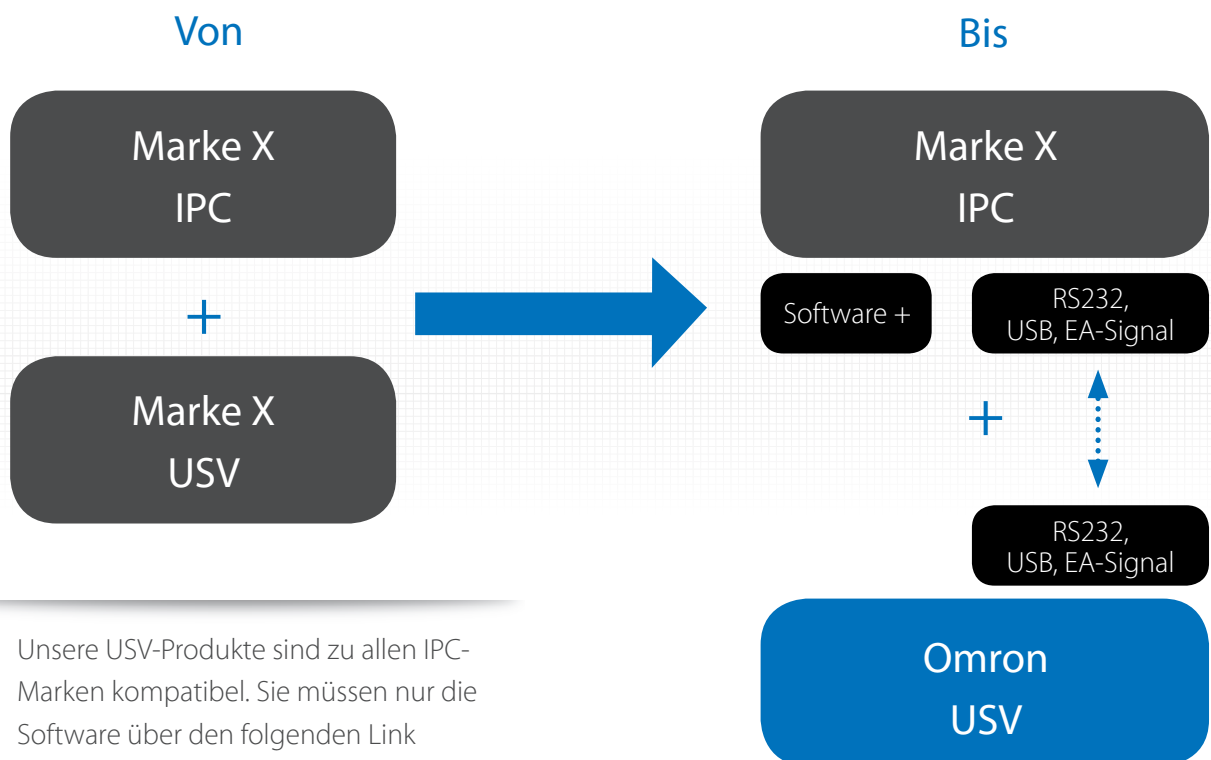 Von
Marke X
IPC
+
Marke X
USV
Bis
Marke X
IPC
Software +
RS232,
USB, EA-Signal
+
RS232,
USB, EA-Signal
Omron
USV
Unsere USV-Produkte sind zu allen IPC-
Marken kompatibel. Sie müssen nur die
Software über den folgenden Link